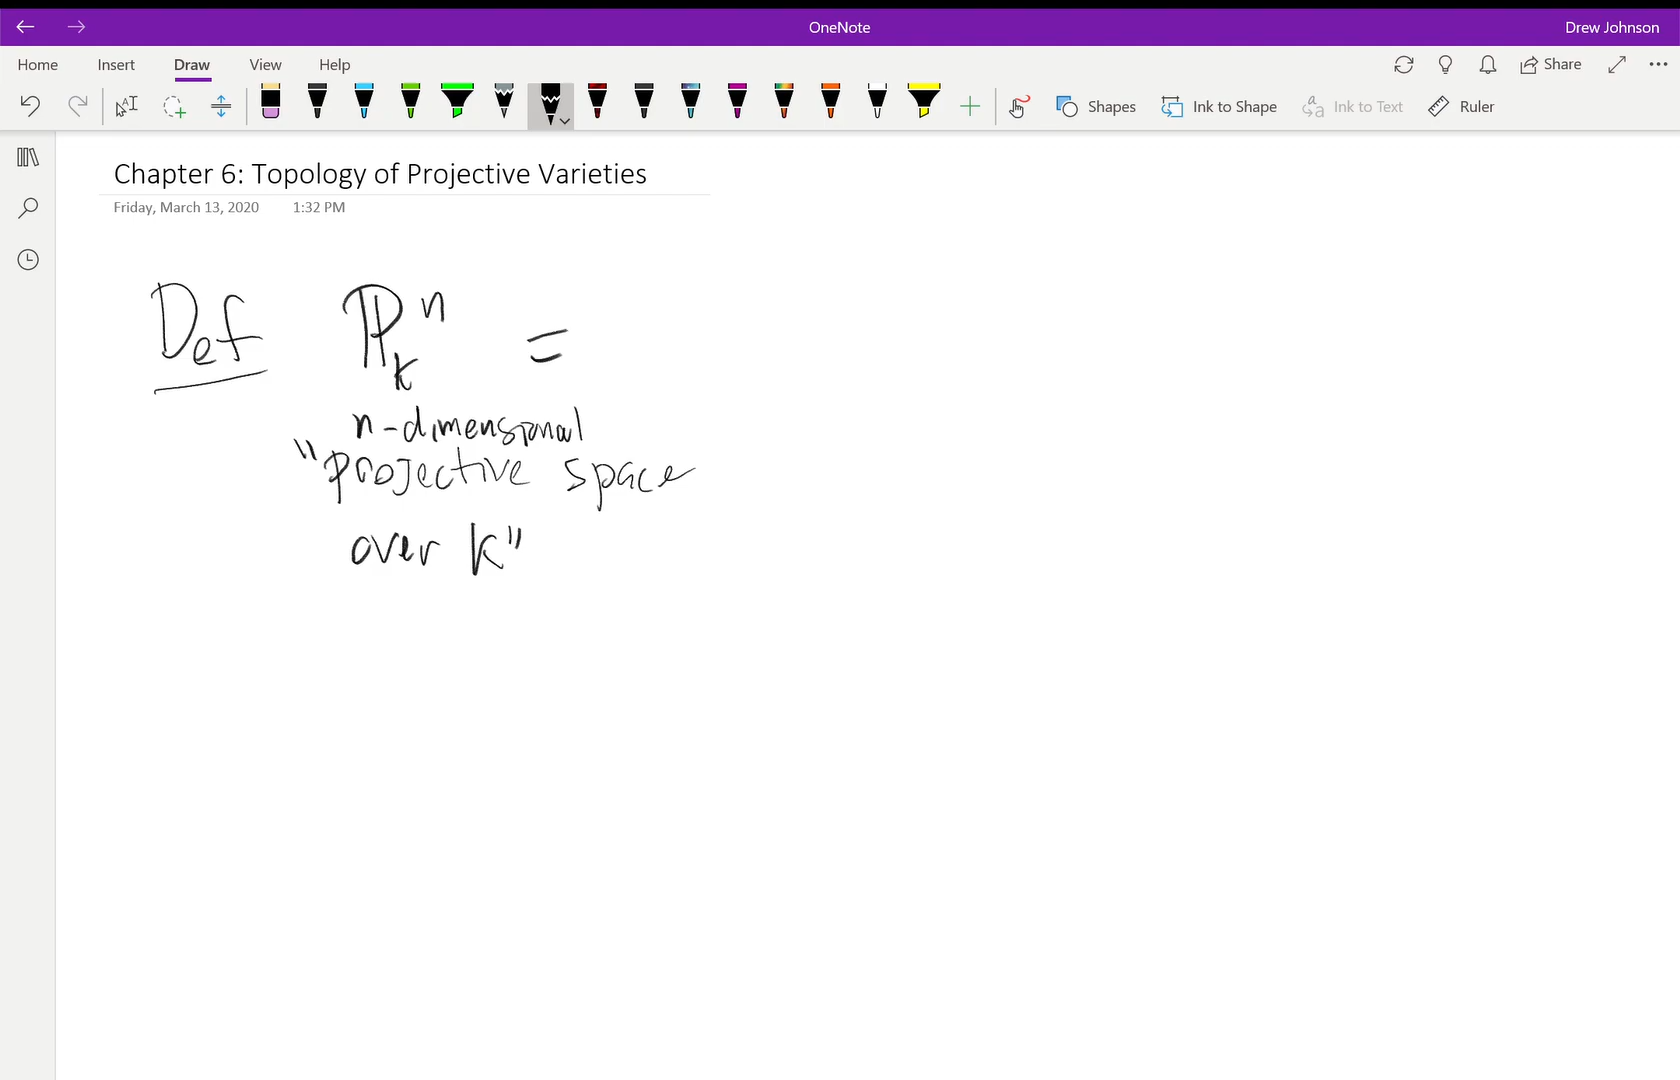 OneNote
Drew Johnson
Home Insert Draw View Help
Share
Shapes Ink to Shape Ink to Text Ruler
Chapter 6: Topology of Projective Varieties
Friday, March 13, 2020 1:32 PM
Def ℙⁿₖ =
n-dimensional
"projective space
over k"